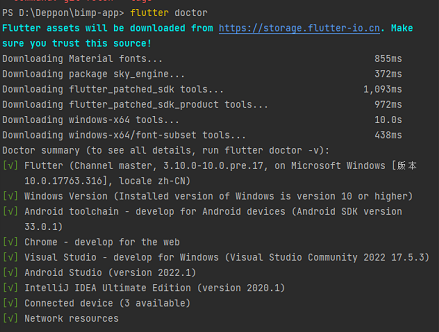 PS D:\Deppon\bimp-app> flutter doctor
Flutter assets will be downloaded from https://storage.flutter-io.cn. Make
sure you trust this source!
Downloading Material fonts... 855ms
Downloading package sky_engine... 372ms
Downloading flutter_patched_sdk tools... 1,093ms
Downloading flutter_patched_sdk_product tools... 972ms
Downloading windows-x64 tools... 10.0s
Downloading windows-x64/font-subset tools... 438ms
Doctor summary (to see all details, run flutter doctor -v):
[√] Flutter (Channel master, 3.10.0-10.0.pre.17, on Microsoft Windows [版本
10.0.17763.316], locale zh-CN)
[√] Windows Version (Installed version of Windows is version 10 or higher)
[√] Android toolchain - develop for Android devices (Android SDK version
33.0.1)
[√] Chrome - develop for the web
[√] Visual Studio - develop for Windows (Visual Studio Community 2022 17.5.3)
[√] Android Studio (version 2022.1)
[√] IntelliJ IDEA Ultimate Edition (version 2020.1)
[√] Connected device (3 available)
[√] Network resources